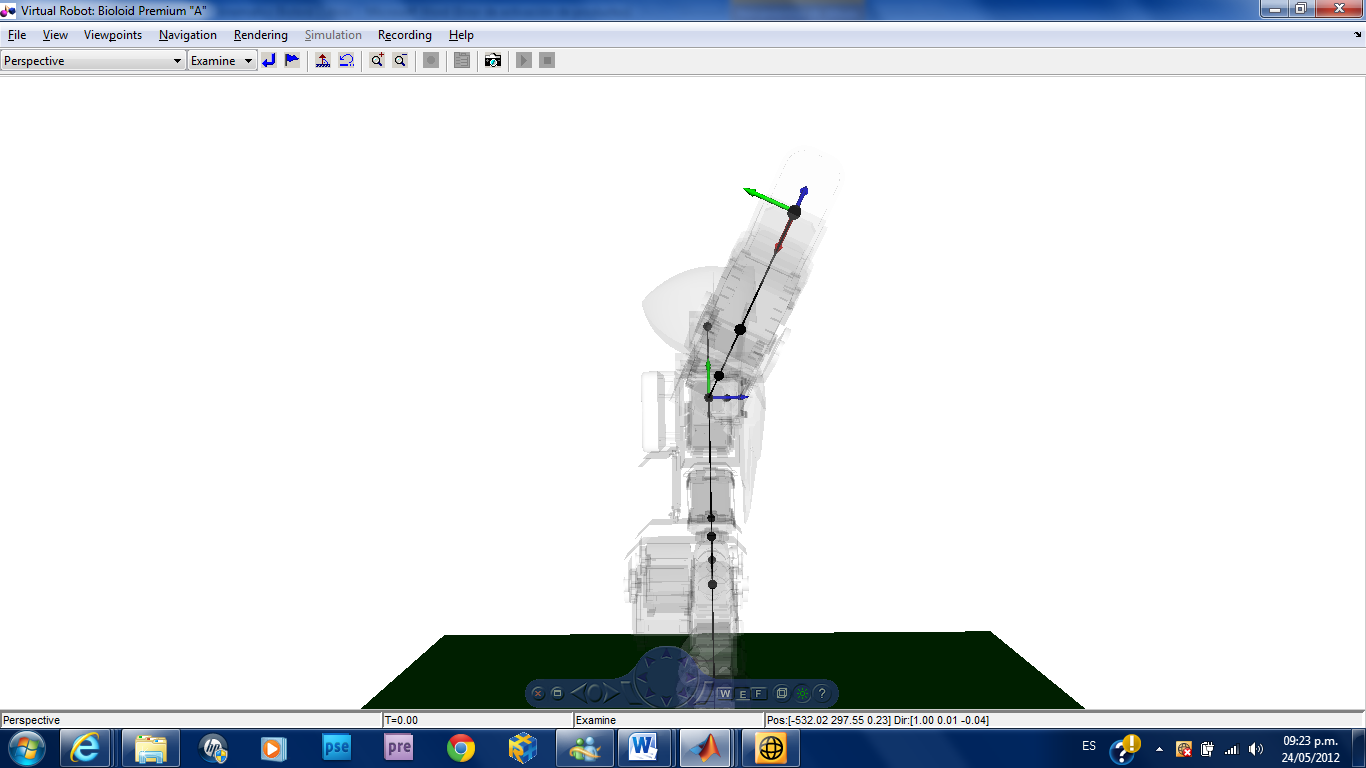 Virtual Robot: Bioloid Premium "A"
File View Viewpoints Navigation Rendering Simulation Recording Help
Perspective Examine
W E F ?
Perspective T=0.00 Examine Pos:[-532.02 297.55 0.23] Dir:[1.00 0.01 -0.04]
hp pse pre W ES ? 09:23 p.m.
24/05/2012